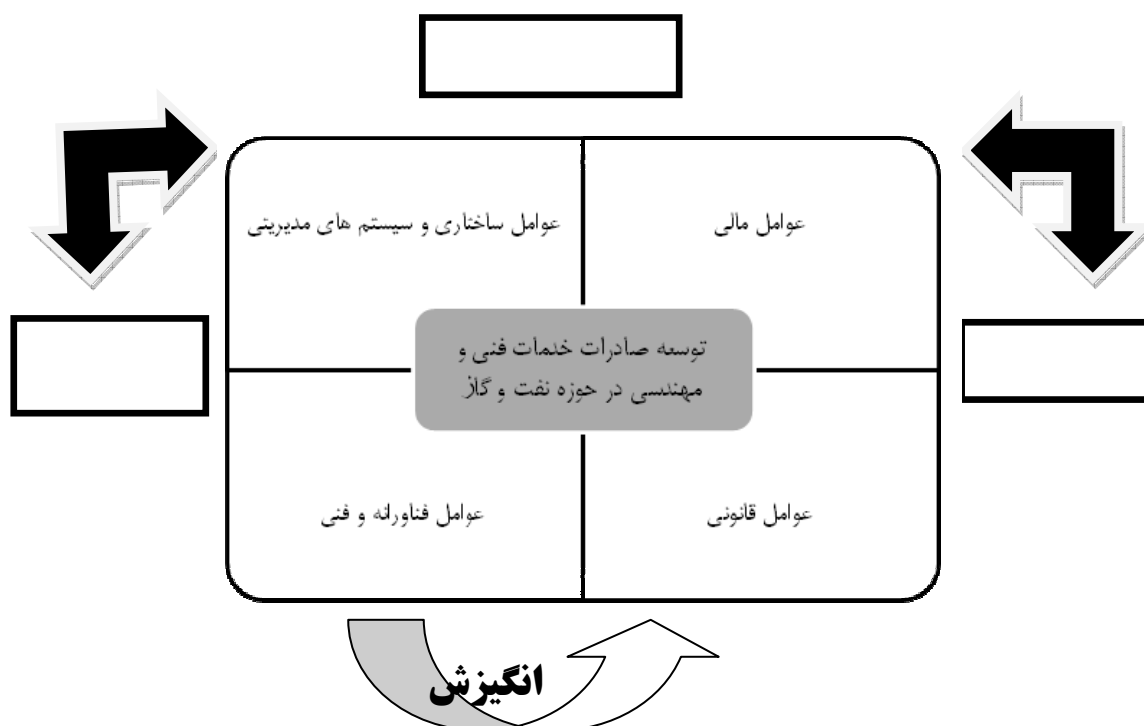 عوامل مالی
عوامل ساختاری و سیستم های مدیریتی
توسعه صادرات خدمات فنی و
مهندسی در حوزه نفت و گاز
عوامل قانونی
عوامل فناورانه و فنی
انگیزش